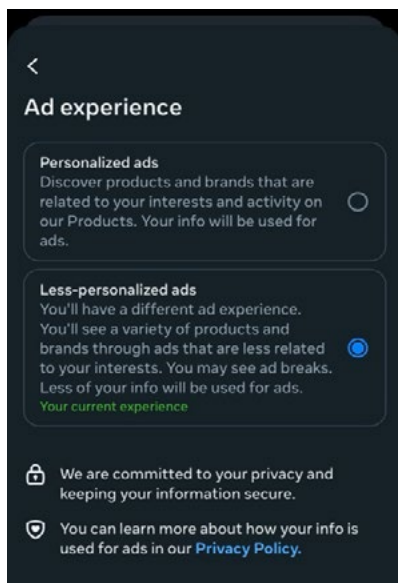 Ad experience
Personalized ads
Discover products and brands that are
related to your interests and activity on
our Products. Your info will be used for
ads.
Less-personalized ads
You'll have a different ad experience.
You'll see a variety of products and
brands through ads that are less related
to your interests. You may see ad breaks.
Less of your info will be used for ads.
Your current experience
We are committed to your privacy and
keeping your information secure.
You can learn more about how your info is
used for ads in our Privacy Policy.